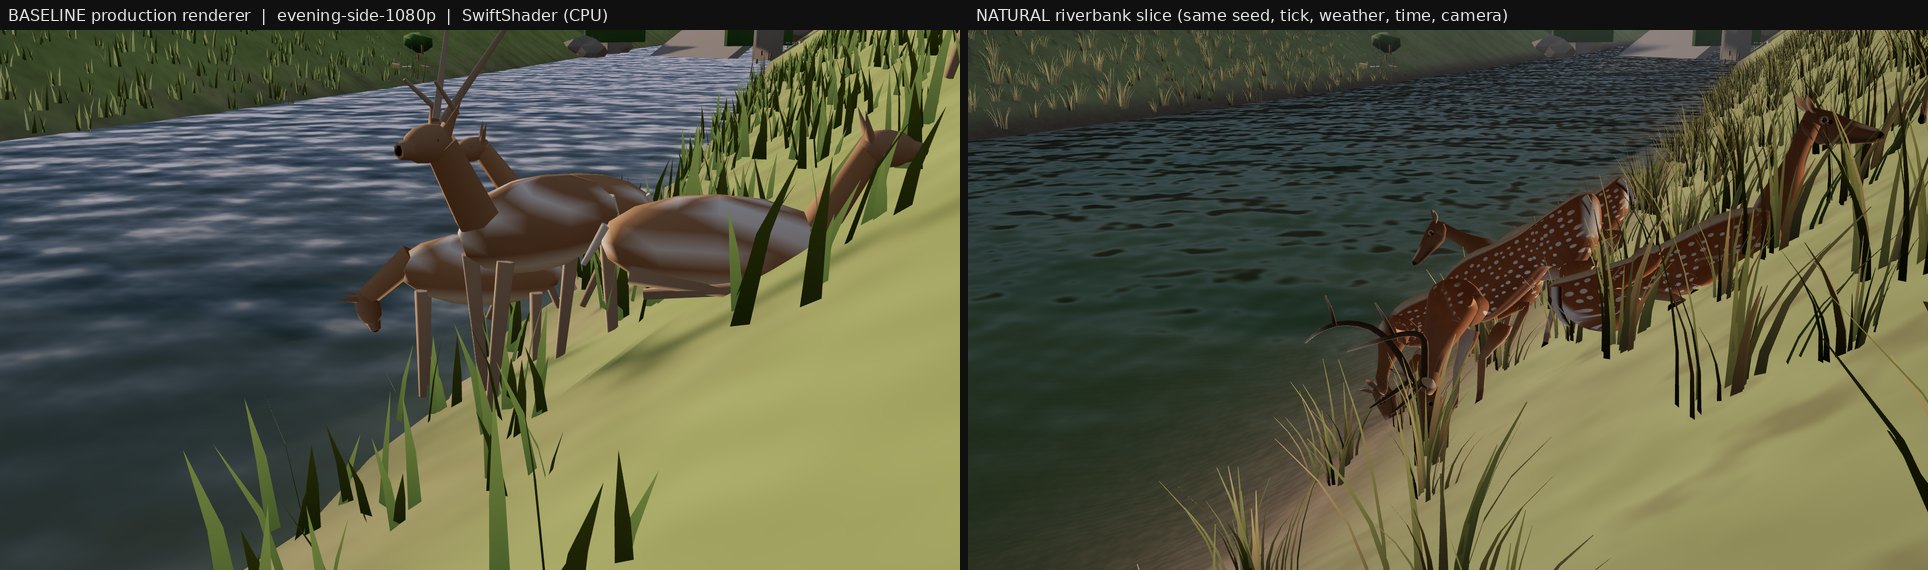 BASELINE production renderer | evening-side-1080p | SwiftShader (CPU)
NATURAL riverbank slice (same seed, tick, weather, time, camera)